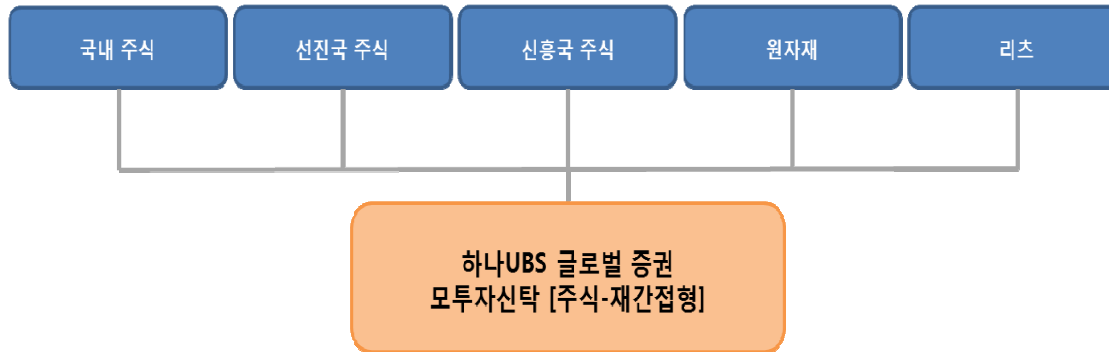 국내 주식
선진국 주식
신흥국 주식
원자재
리츠
하나UBS 글로벌 증권
모투자신탁 [주식-재간접형]